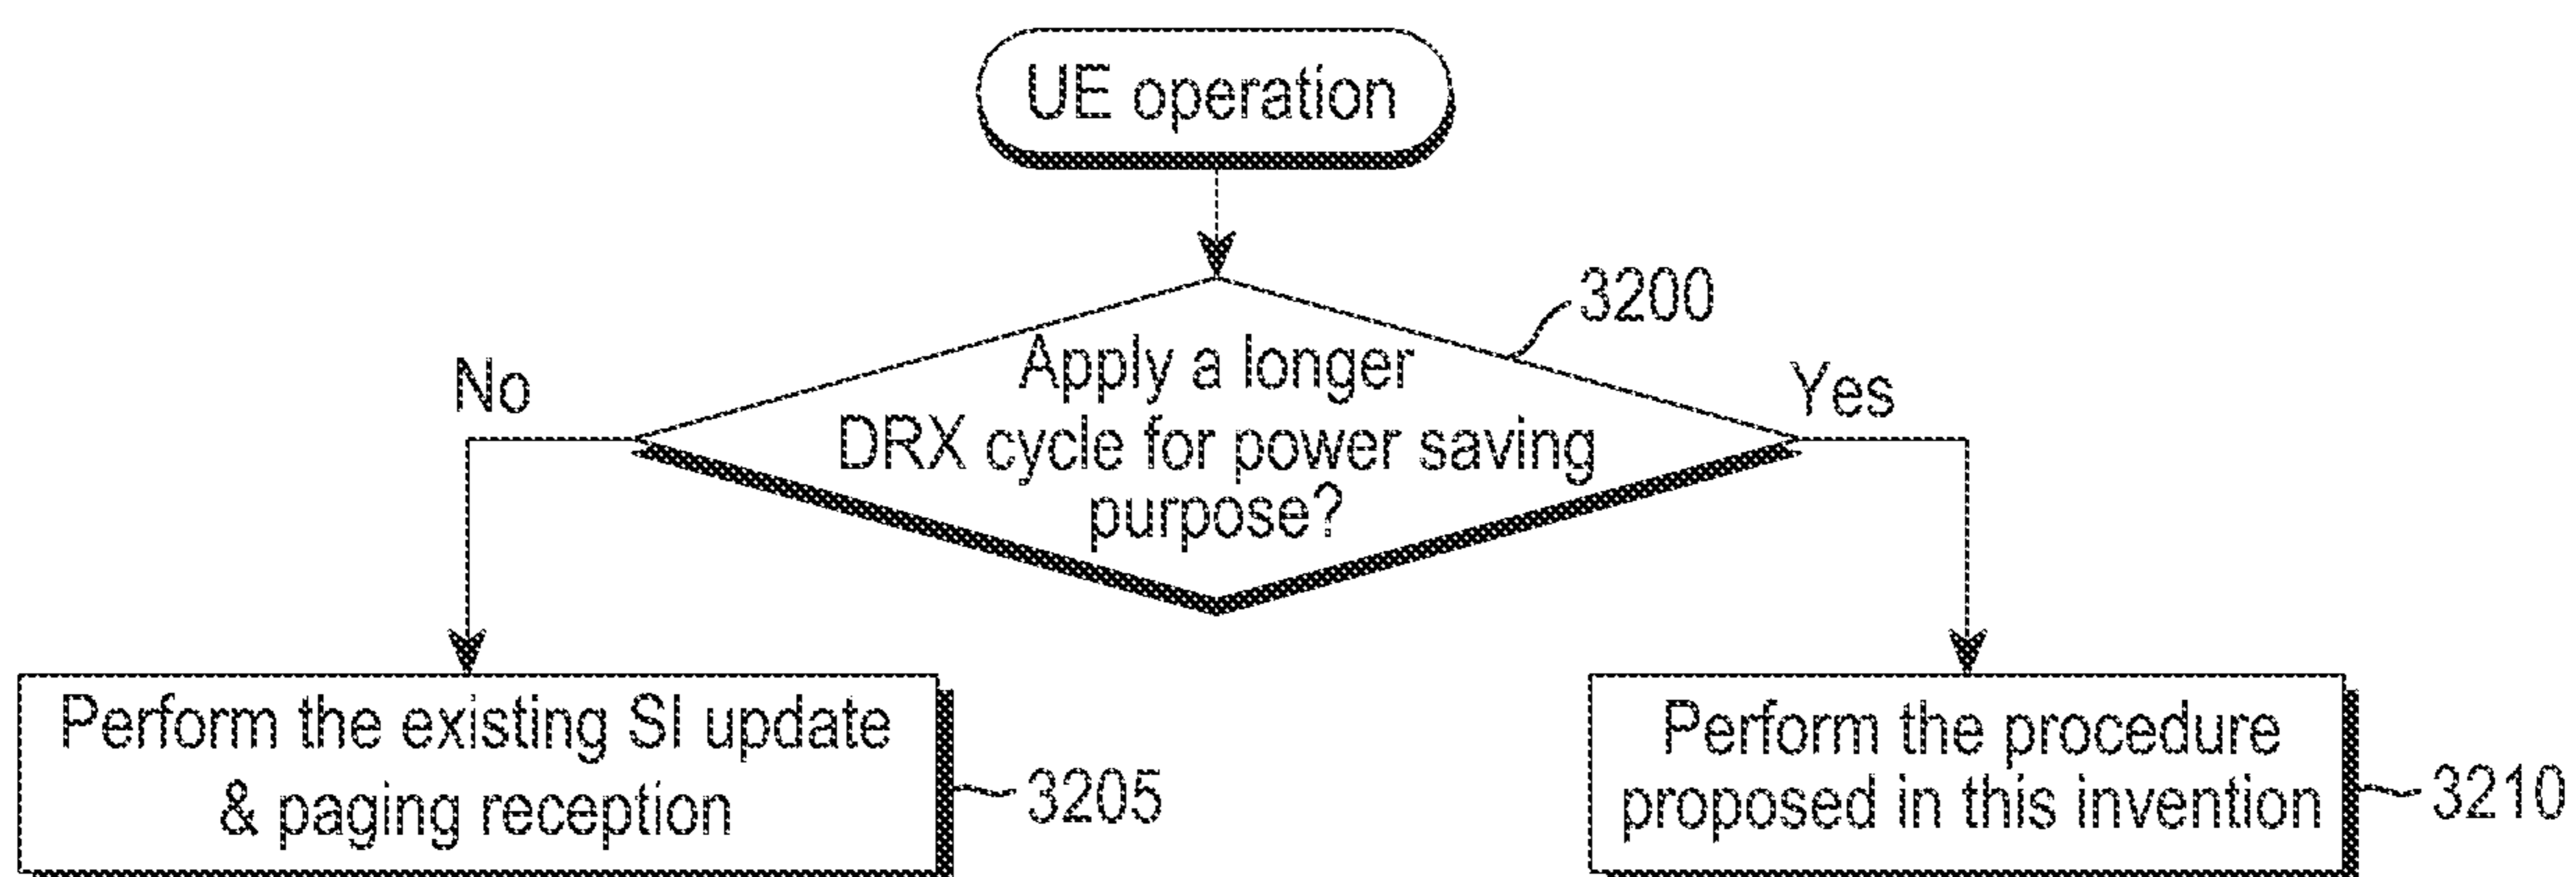 UE operation
3200
Apply a longer
DRX cycle for power saving
purpose?
No
Yes
Perform the existing SI update
& paging reception
3205
Perform the procedure
proposed in this invention
3210